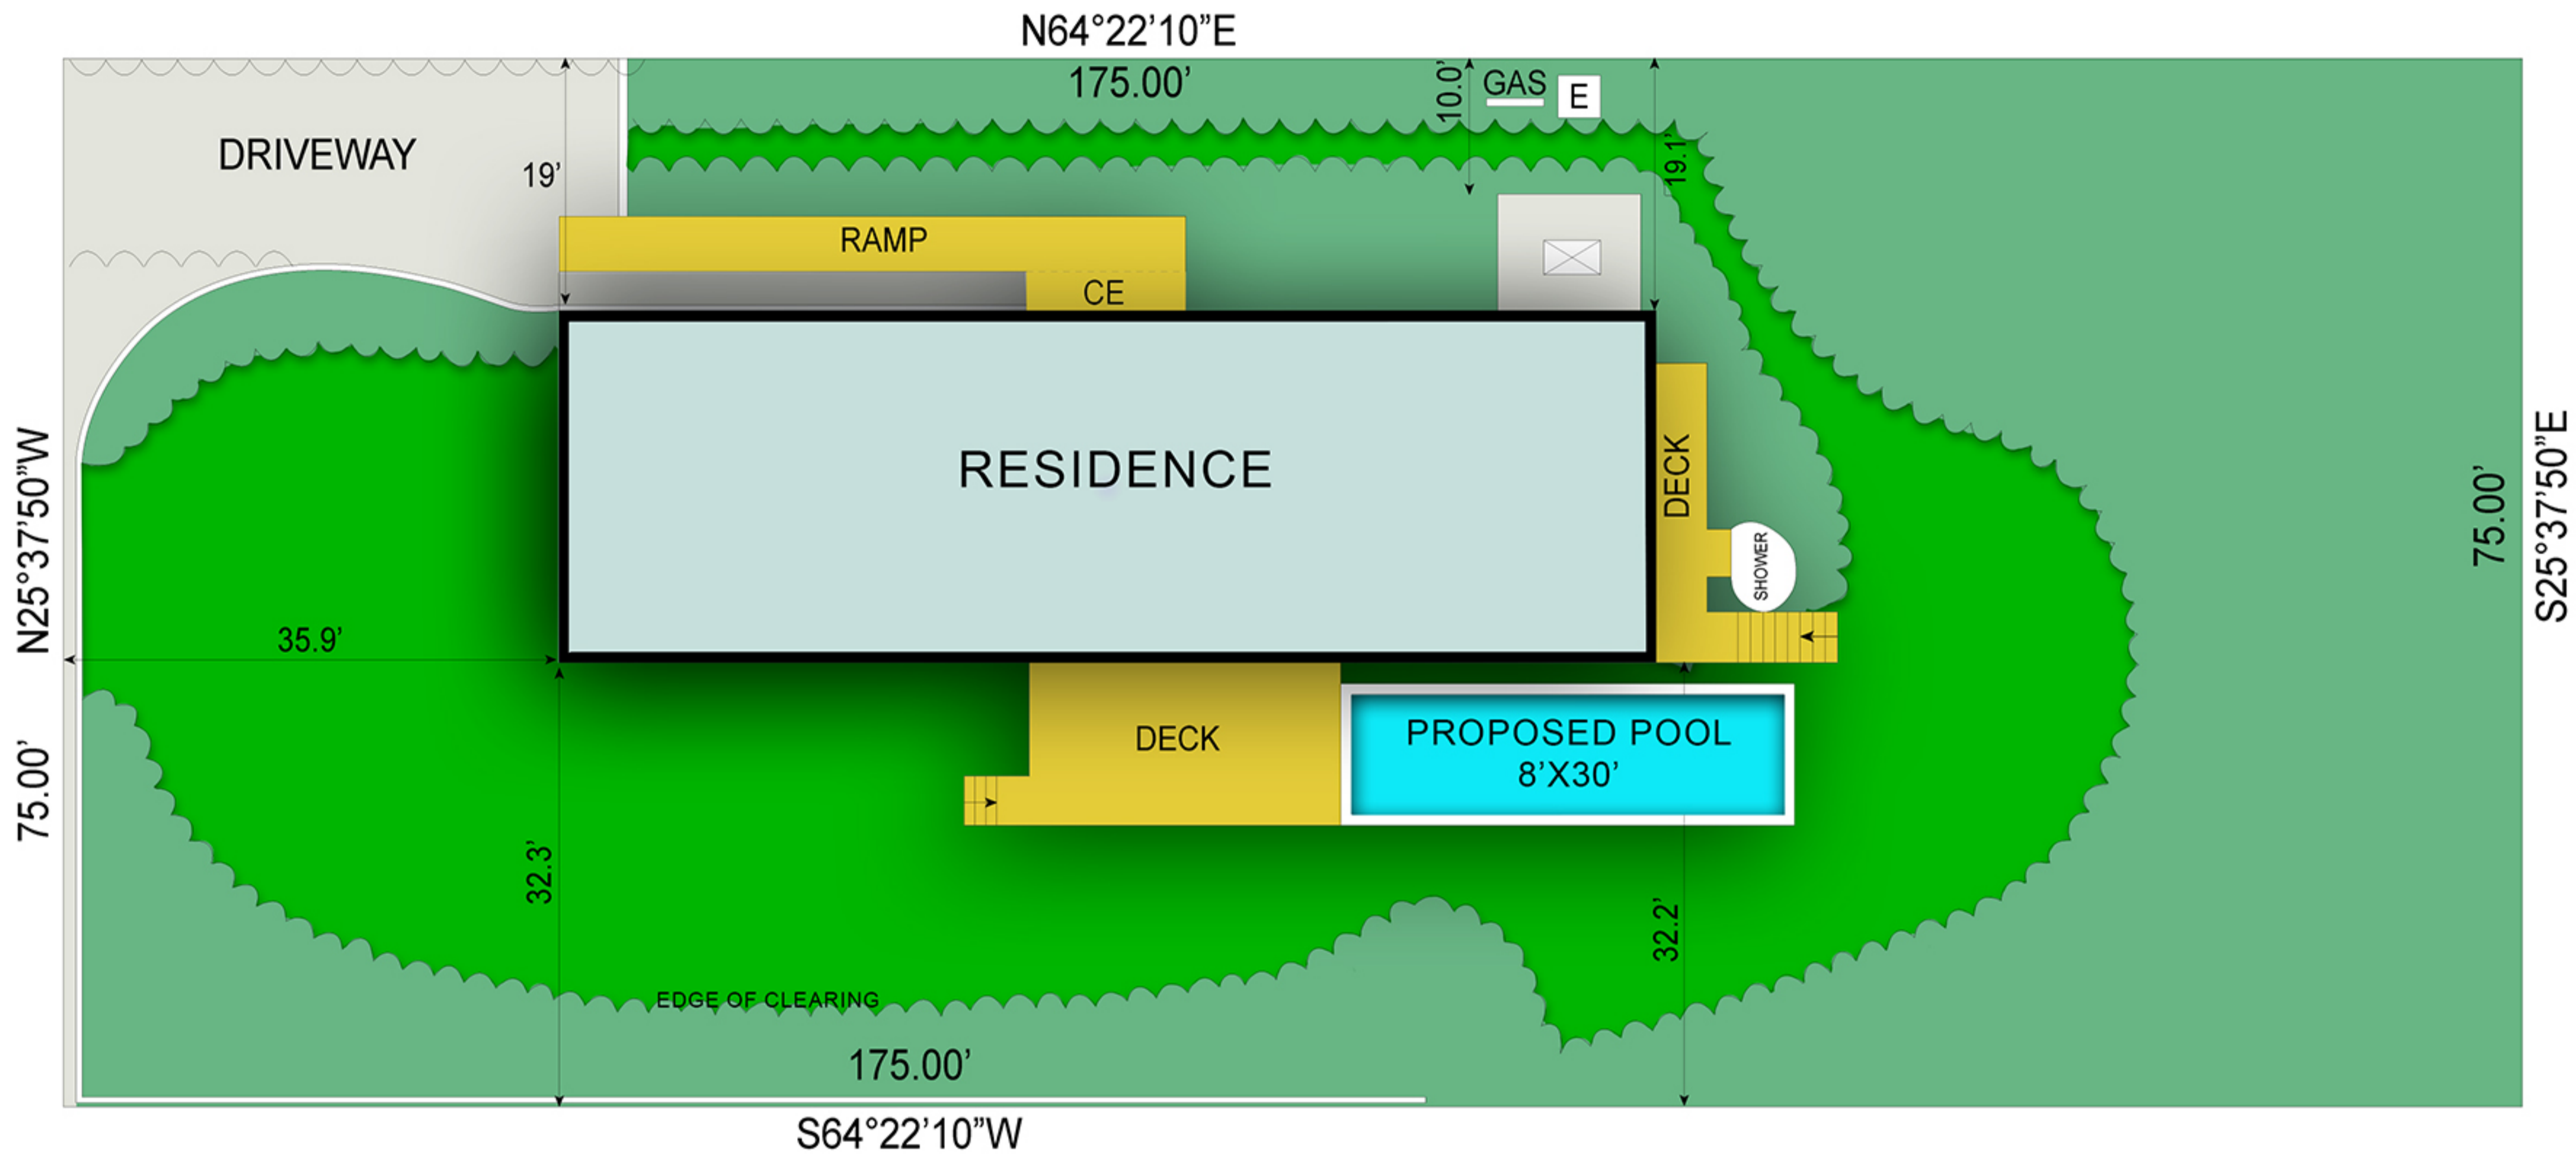 N64°22’10”E
175.00’
10.0’
GAS
E
DRIVEWAY
19’
19.1’
RAMP
CE
RESIDENCE
DECK
SHOWER
N25°37’50”W
75.00’
S25°37’50”E
75.00’
35.9’
DECK
PROPOSED POOL
8’X30’
32.3’
32.2’
EDGE OF CLEARING
175.00’
S64°22’10”W